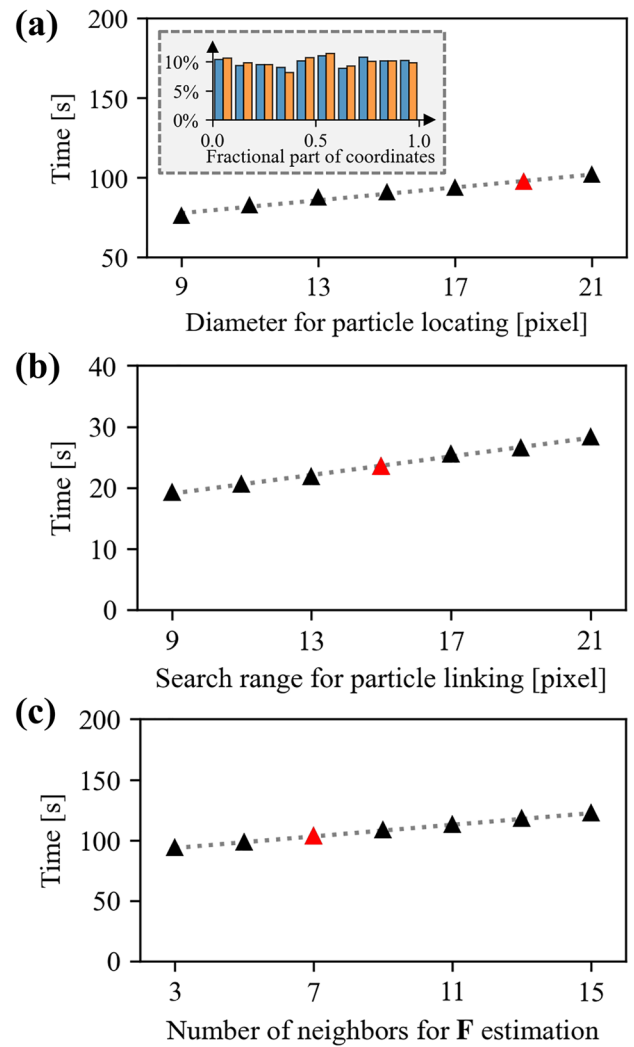 (a)
200
150
100
50
Time [s]
10%
5%
0%
0.0 0.5 1.0
Fractional part of coordinates
9 13 17 21
Diameter for particle locating [pixel]
(b)
40
30
20
10
0
Time [s]
9 13 17 21
Search range for particle linking [pixel]
(c)
200
150
100
50
0
Time [s]
3 7 11 15
Number of neighbors for F estimation